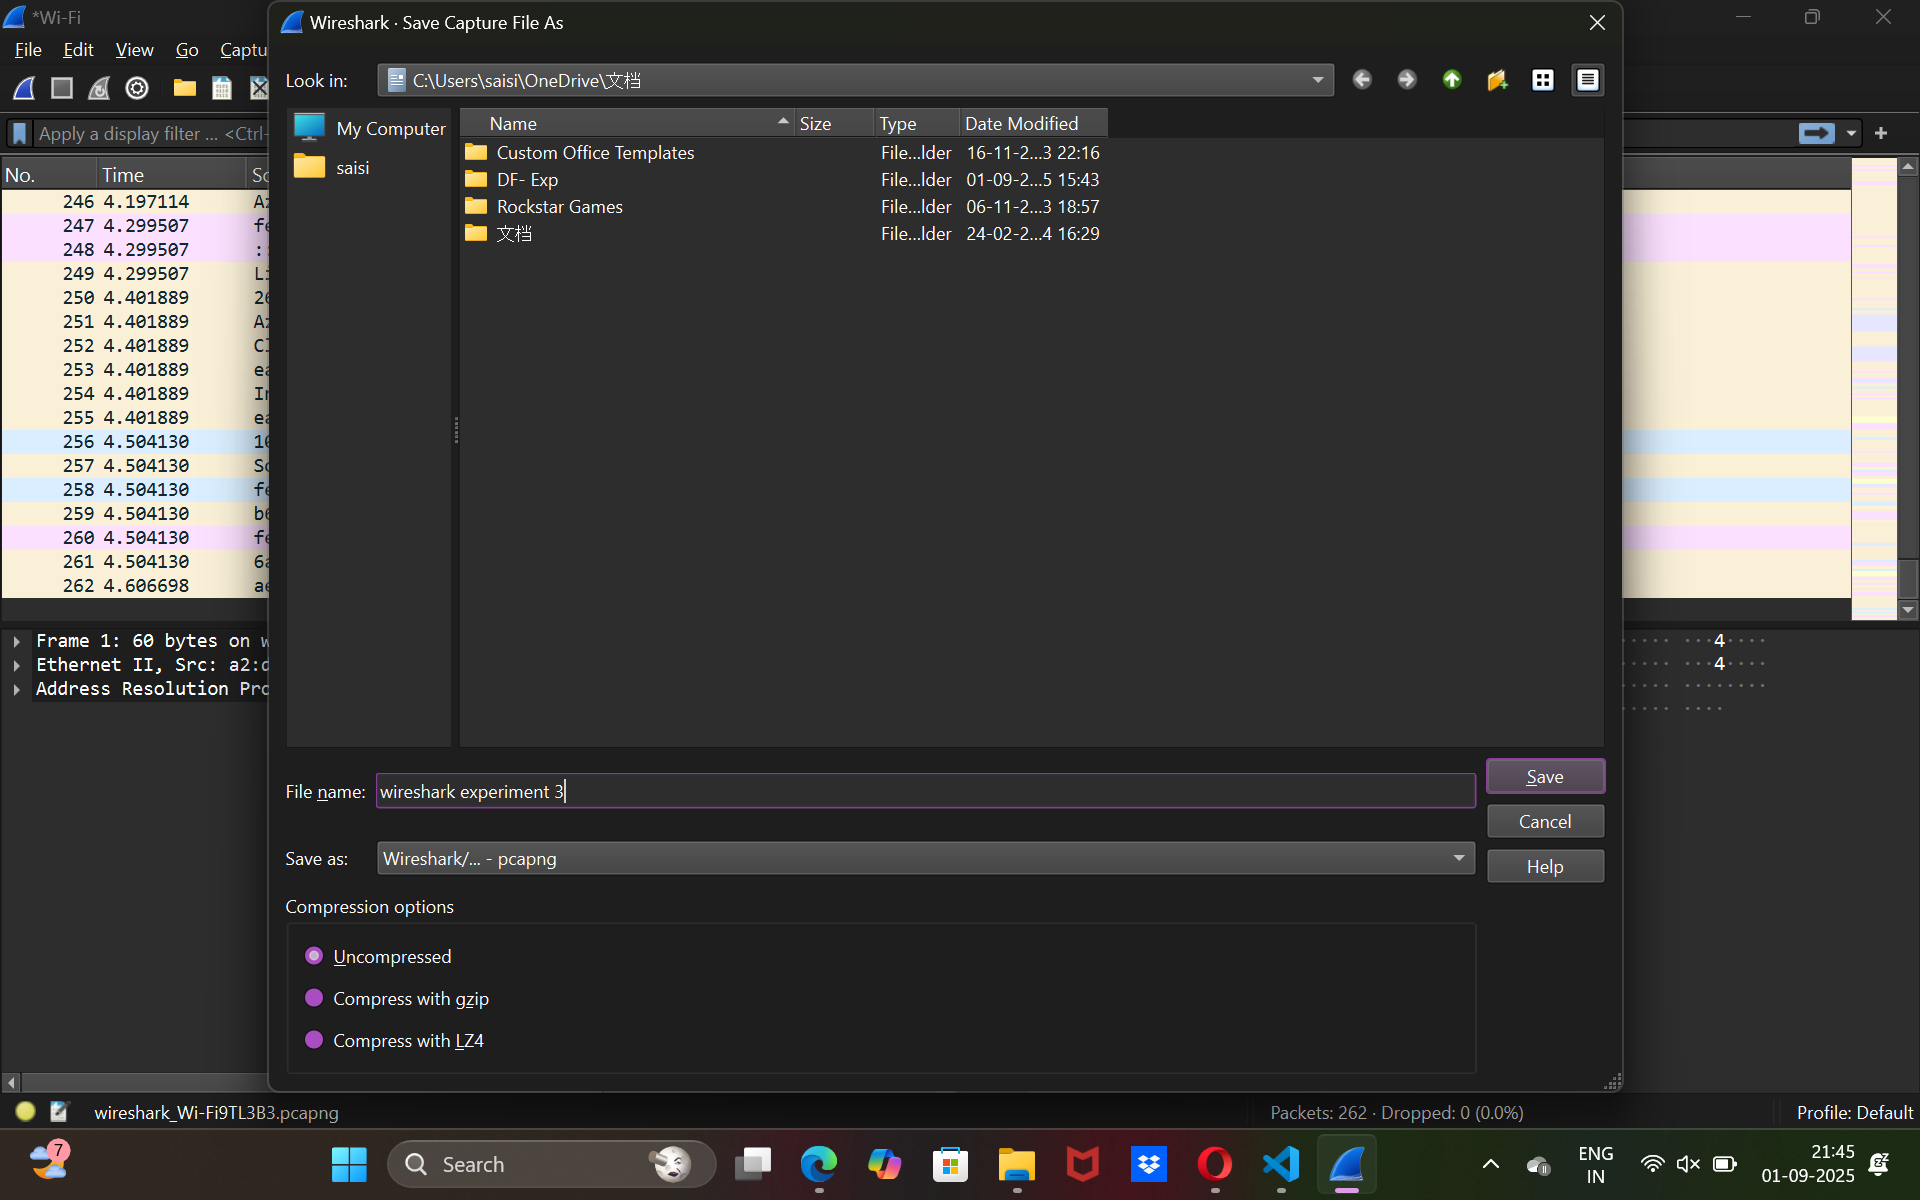 *Wi-Fi
File Edit View Go Captu
Apply a display filter ... <Ctrl-
No. Time Sc
246 4.197114 Az
247 4.299507 fe
248 4.299507 ::
249 4.299507 Li
250 4.401889 26
251 4.401889 Az
252 4.401889 Cl
253 4.401889 ea
254 4.401889 In
255 4.401889 ea
256 4.504130 10
257 4.504130 So
258 4.504130 fe
259 4.504130 b6
260 4.504130 fe
261 4.504130 6a
262 4.606698 ae
Frame 1: 60 bytes on w
Ethernet II, Src: a2:d
Address Resolution Pro
Wireshark · Save Capture File As
Look in: C:\Users\saisi\OneDrive\文档
My Computer
saisi
Name Size Type Date Modified
Custom Office Templates File...lder 16-11-2...3 22:16
DF- Exp File...lder 01-09-2...5 15:43
Rockstar Games File...lder 06-11-2...3 18:57
文档 File...lder 24-02-2...4 16:29
File name: wireshark experiment 3
Save
Cancel
Save as: Wireshark/... - pcapng
Help
Compression options
Uncompressed
Compress with gzip
Compress with LZ4
····· ···4····
····· ···4····
····· ········
····· ····
wireshark_Wi-Fi9TL3B3.pcapng Packets: 262 · Dropped: 0 (0.0%) Profile: Default
7
Search
ENG
IN
21:45
01-09-2025